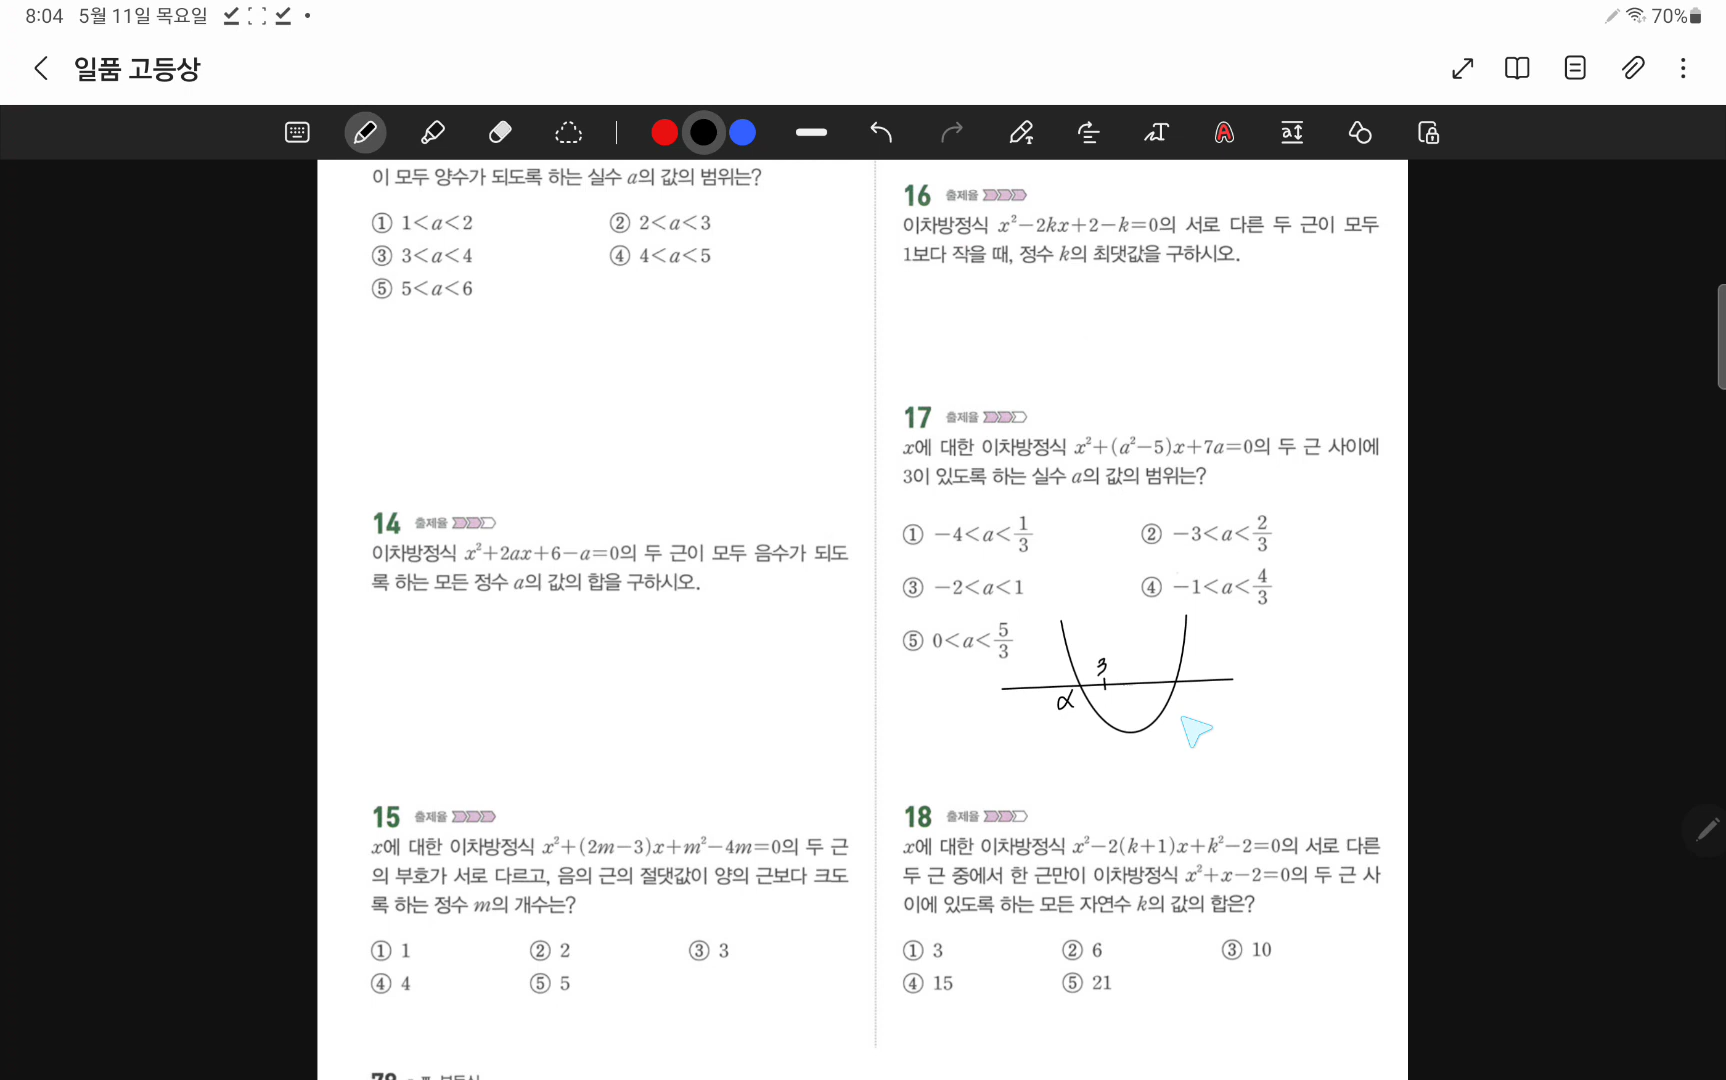 8:04 5월 11일 목요일
70%
일품 고등상
이 모두 양수가 되도록 하는 실수 a의 값의 범위는?
① 1<a<2 ② 2<a<3
③ 3<a<4 ④ 4<a<5
⑤ 5<a<6
14 출제율
이차방정식 x²+2ax+6-a=0의 두 근이 모두 음수가 되도
록 하는 모든 정수 a의 값의 합을 구하시오.
15 출제율
x에 대한 이차방정식 x²+(2m-3)x+m²-4m=0의 두 근
의 부호가 서로 다르고, 음의 근의 절댓값이 양의 근보다 크도
록 하는 정수 m의 개수는?
① 1 ② 2 ③ 3
④ 4 ⑤ 5
16 출제율
이차방정식 x²-2kx+2-k=0의 서로 다른 두 근이 모두
1보다 작을 때, 정수 k의 최댓값을 구하시오.
17 출제율
x에 대한 이차방정식 x²+(a²-5)x+7a=0의 두 근 사이에
3이 있도록 하는 실수 a의 값의 범위는?
① -4<a<1/3 ② -3<a<2/3
③ -2<a<1 ④ -1<a<4/3
⑤ 0<a<5/3
3
α
18 출제율
x에 대한 이차방정식 x²-2(k+1)x+k²-2=0의 서로 다른
두 근 중에서 한 근만이 이차방정식 x²+x-2=0의 두 근 사
이에 있도록 하는 모든 자연수 k의 값의 합은?
① 3 ② 6 ③ 10
④ 15 ⑤ 21